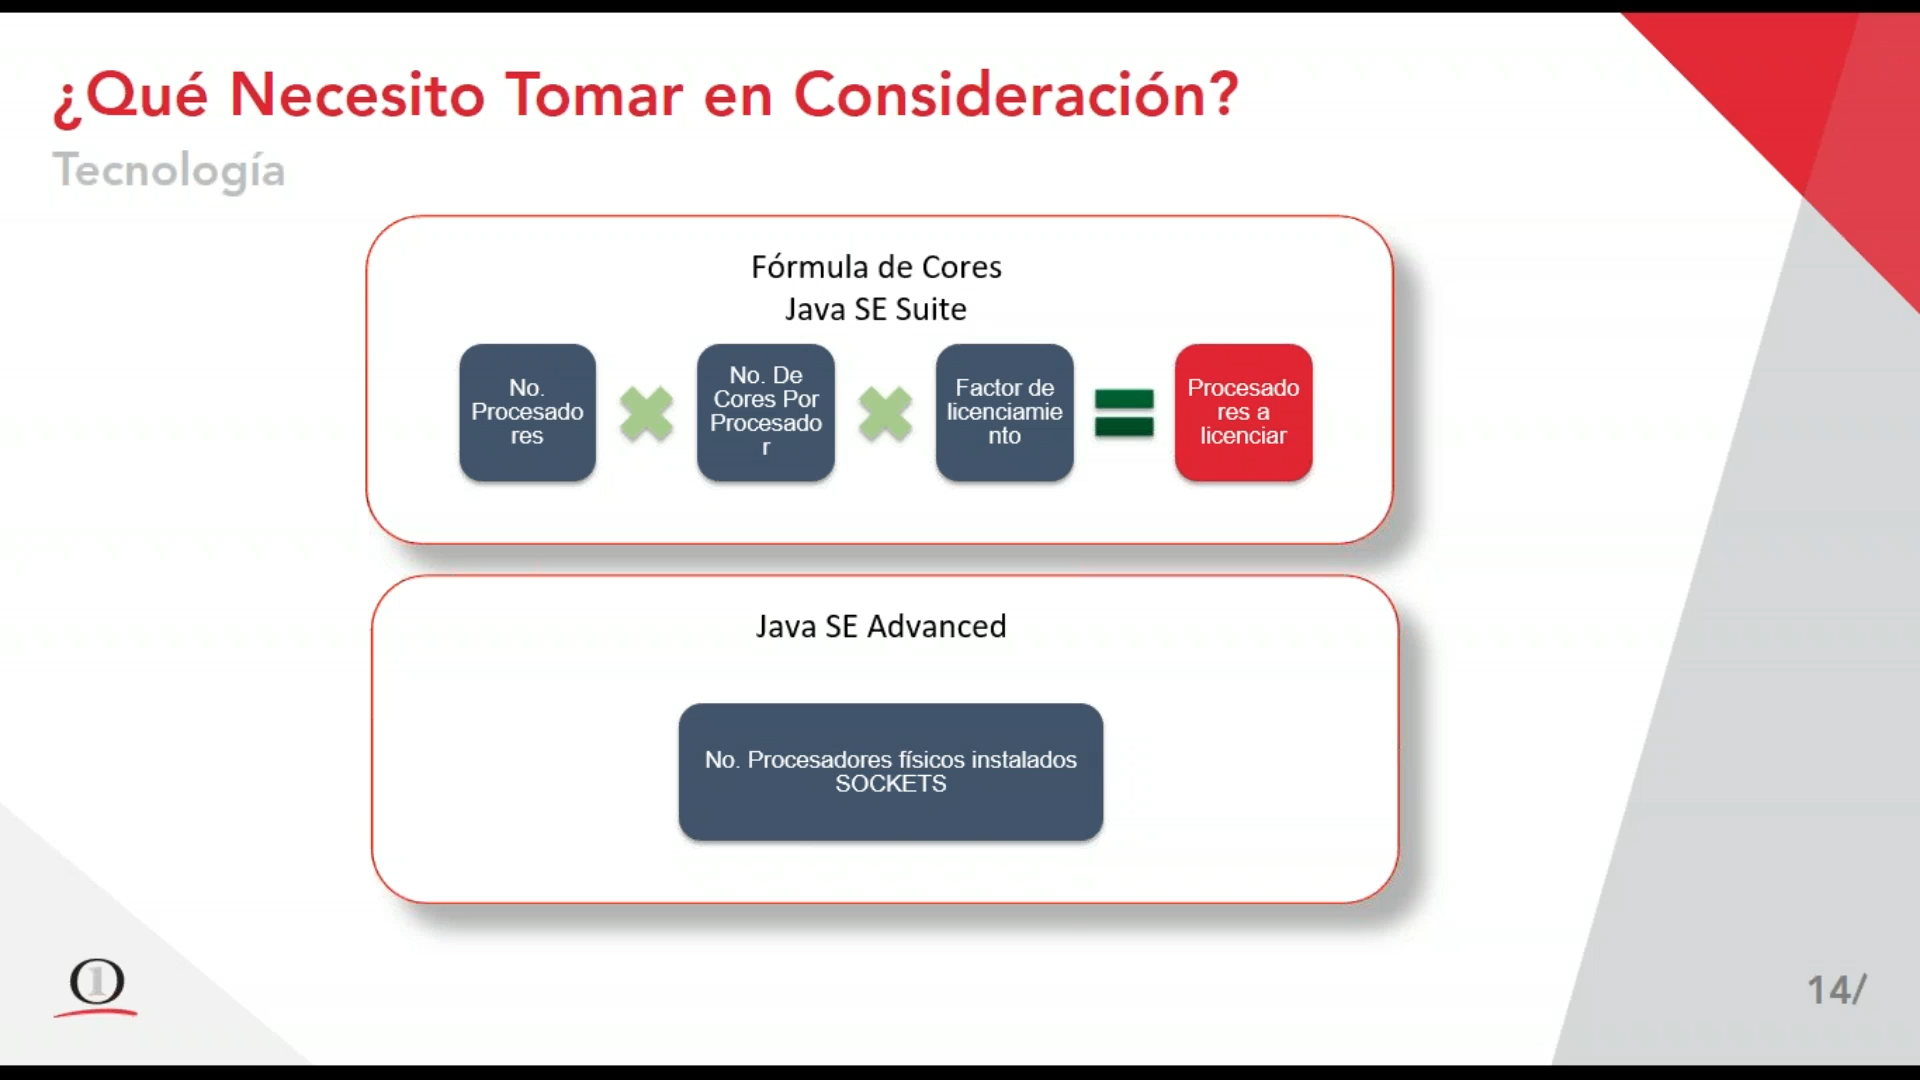 ¿Qué Necesito Tomar en Consideración?
Tecnología
Fórmula de Cores
Java SE Suite
No.
Procesado
res
No. De
Cores Por
Procesado
r
Factor de
licenciamie
nto
Procesado
res a
licenciar
Java SE Advanced
No. Procesadores físicos instalados
SOCKETS
O1
14/